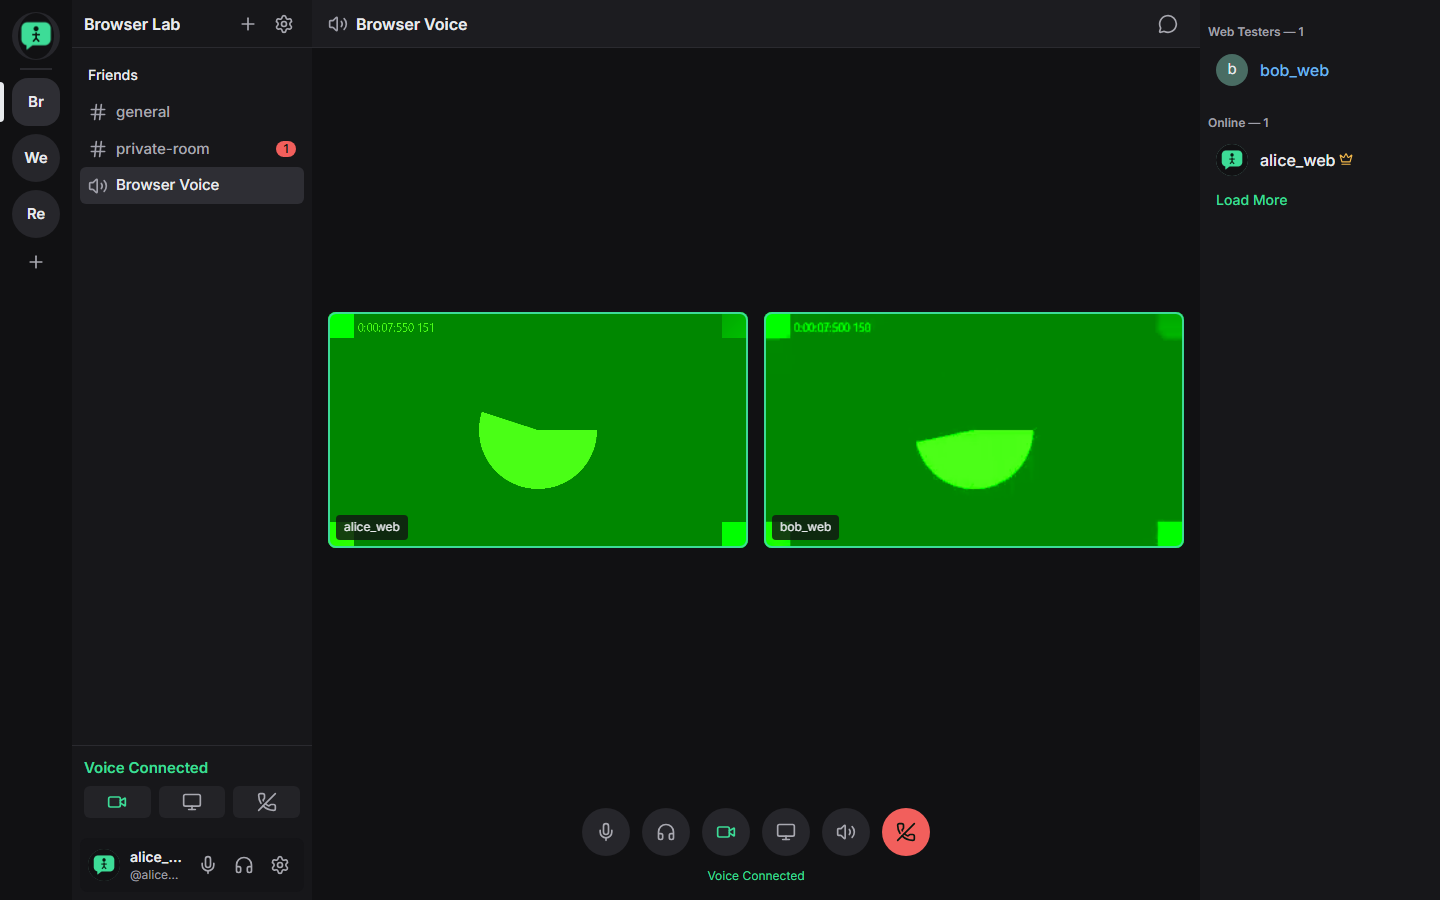 Browser Lab
Browser Voice
Br
We
Re
Friends
general
private-room
1
Browser Voice
0:00:07:550 151
alice_web
0:00:07:500 150
bob_web
Voice Connected
alice_...
@alice...
Voice Connected
Web Testers — 1
b
bob_web
Online — 1
alice_web
Load More